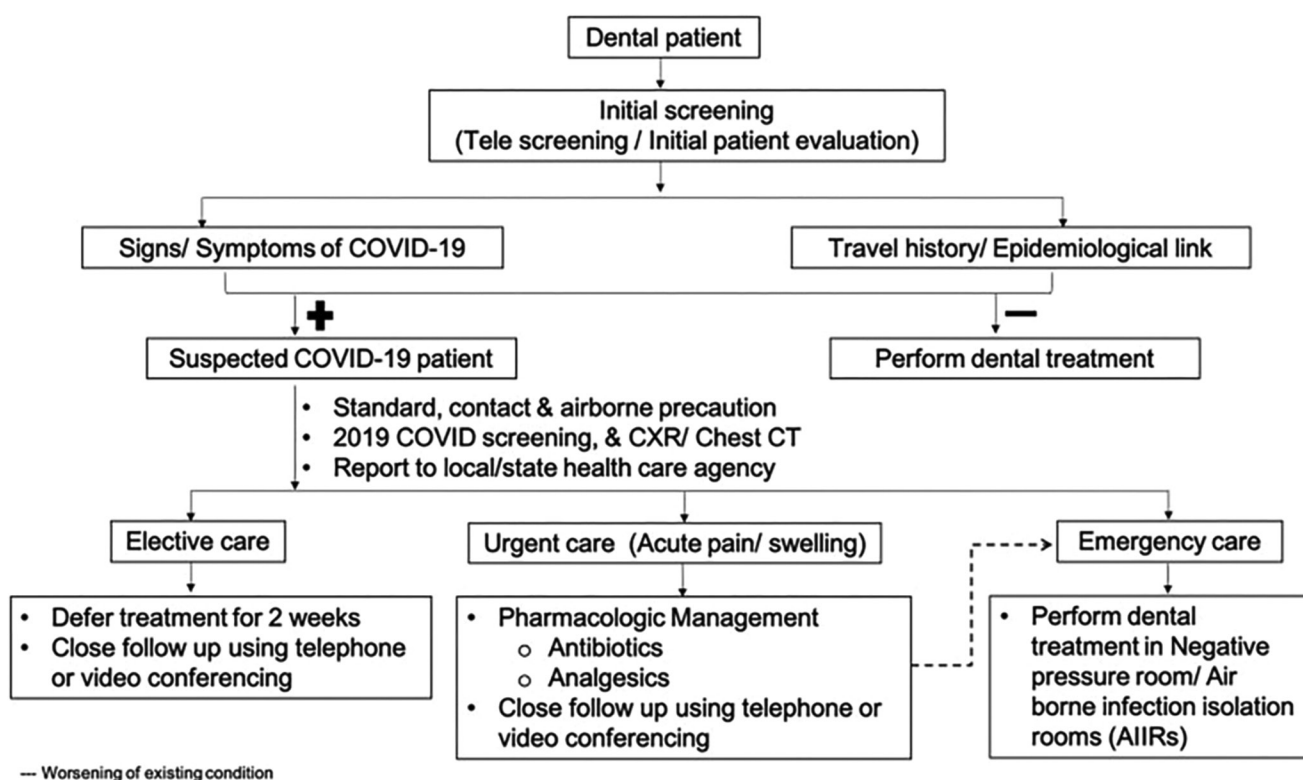 Dental patient
Initial screening
(Tele screening / Initial patient evaluation)
Signs/ Symptoms of COVID-19
Travel history/ Epidemiological link
+
−
Suspected COVID-19 patient
Perform dental treatment
• Standard, contact & airborne precaution
• 2019 COVID screening, & CXR/ Chest CT
• Report to local/state health care agency
Elective care
Urgent care (Acute pain/ swelling)
Emergency care
• Defer treatment for 2 weeks
• Close follow up using telephone
or video conferencing
• Pharmacologic Management
o Antibiotics
o Analgesics
• Close follow up using telephone or
video conferencing
• Perform dental
treatment in Negative
pressure room/ Air
borne infection isolation
rooms (AIIRs)
--- Worsening of existing condition